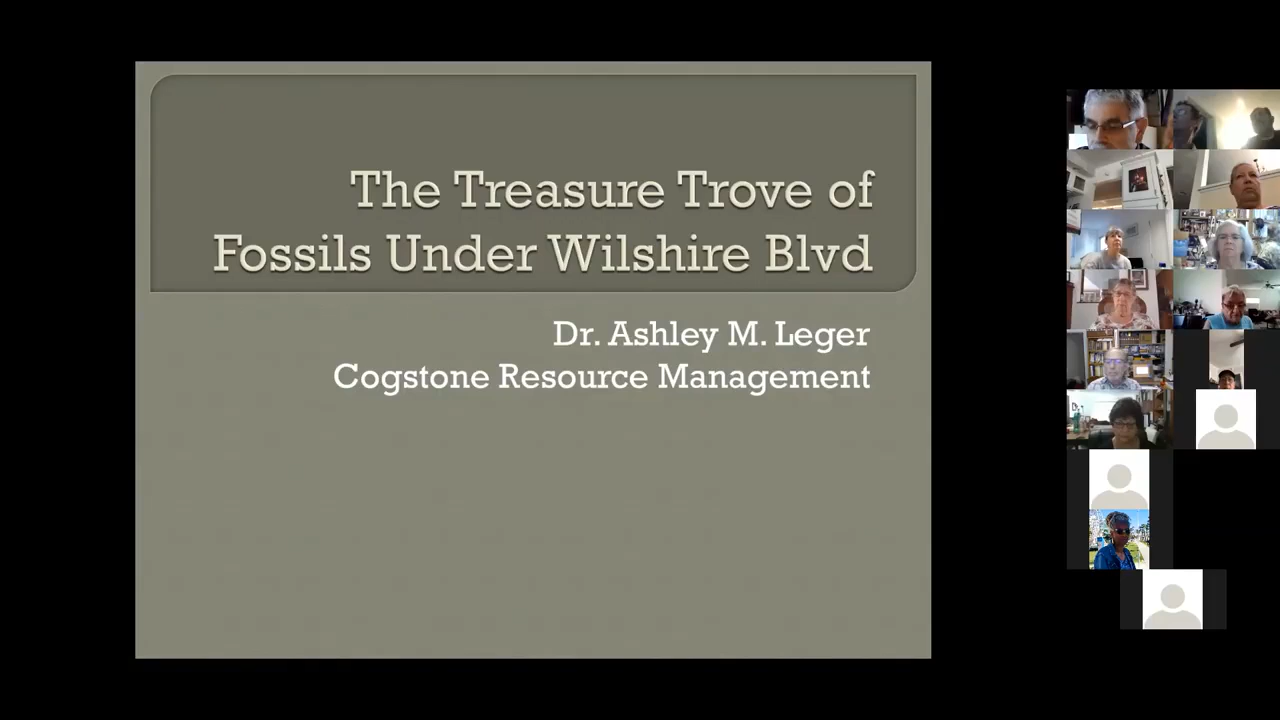 The Treasure Trove of
Fossils Under Wilshire Blvd
Dr. Ashley M. Leger
Cogstone Resource Management